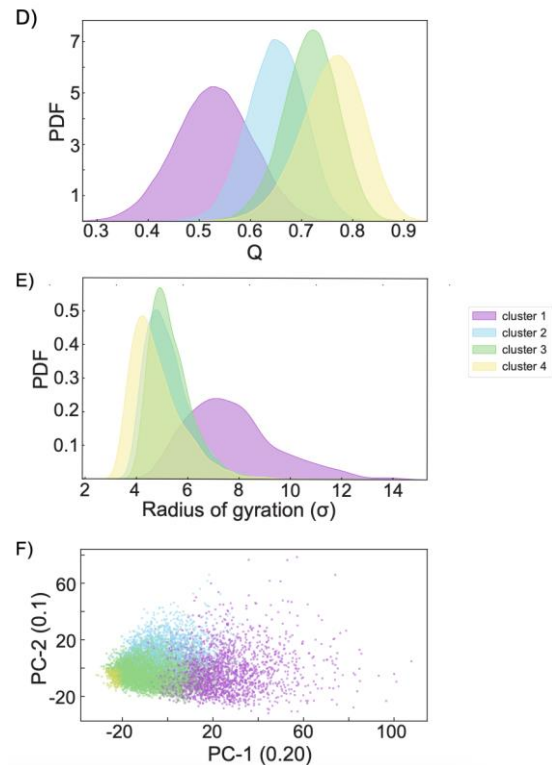 D)
7
5
3
1
PDF
0.3 0.4 0.5 0.6 0.7 0.8 0.9
Q
E)
0.5
0.4
0.3
0.2
0.1
PDF
2 4 6 8 10 12 14
Radius of gyration (σ)
cluster 1
cluster 2
cluster 3
cluster 4
F)
60
20
-20
PC-2 (0.1)
-20 20 60 100
PC-1 (0.20)